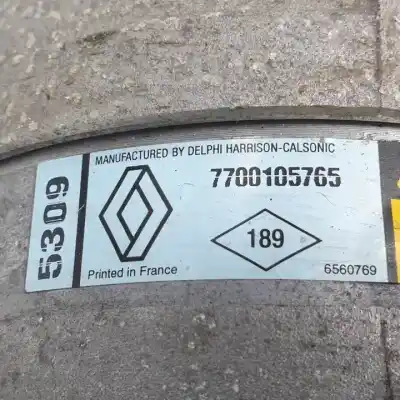 MANUFACTURED BY DELPHI HARRISON-CALSONIC
5309
7700105765
189
Printed in France
6560769